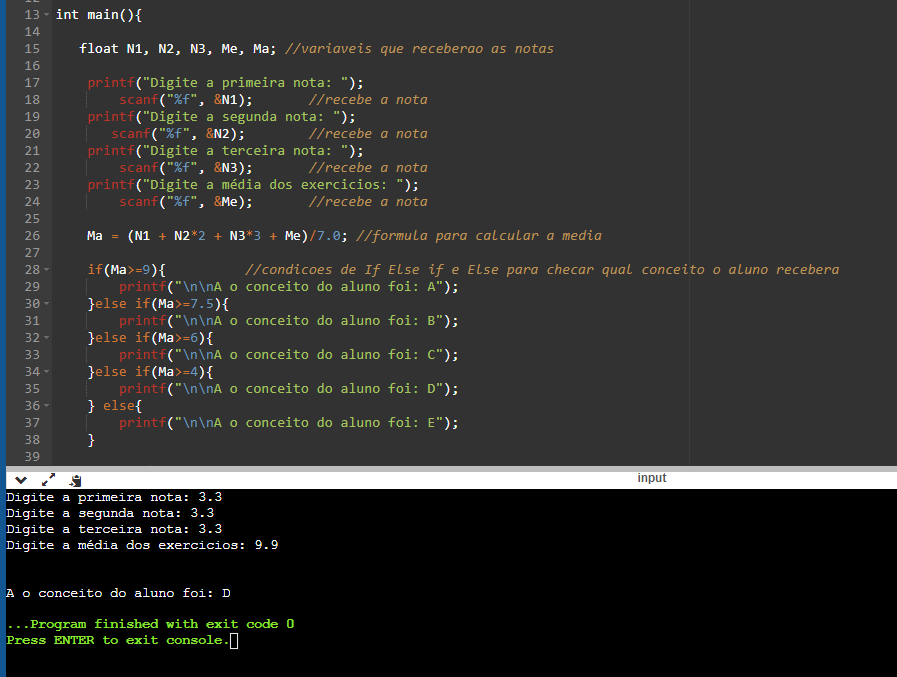 13 int main(){
14
15 float N1, N2, N3, Me, Ma; //variaveis que receberao as notas
16
17 printf("Digite a primeira nota: ");
18 scanf("%f", &N1); //recebe a nota
19 printf("Digite a segunda nota: ");
20 scanf("%f", &N2); //recebe a nota
21 printf("Digite a terceira nota: ");
22 scanf("%f", &N3); //recebe a nota
23 printf("Digite a média dos exercicios: ");
24 scanf("%f", &Me); //recebe a nota
25
26 Ma = (N1 + N2*2 + N3*3 + Me)/7.0; //formula para calcular a media
27
28 if(Ma>=9){ //condicoes de If Else if e Else para checar qual conceito o aluno recebera
29 printf("\n\nA o conceito do aluno foi: A");
30 }else if(Ma>=7.5){
31 printf("\n\nA o conceito do aluno foi: B");
32 }else if(Ma>=6){
33 printf("\n\nA o conceito do aluno foi: C");
34 }else if(Ma>=4){
35 printf("\n\nA o conceito do aluno foi: D");
36 } else{
37 printf("\n\nA o conceito do aluno foi: E");
38 }
39
input
Digite a primeira nota: 3.3
Digite a segunda nota: 3.3
Digite a terceira nota: 3.3
Digite a média dos exercicios: 9.9
A o conceito do aluno foi: D
...Program finished with exit code 0
Press ENTER to exit console.